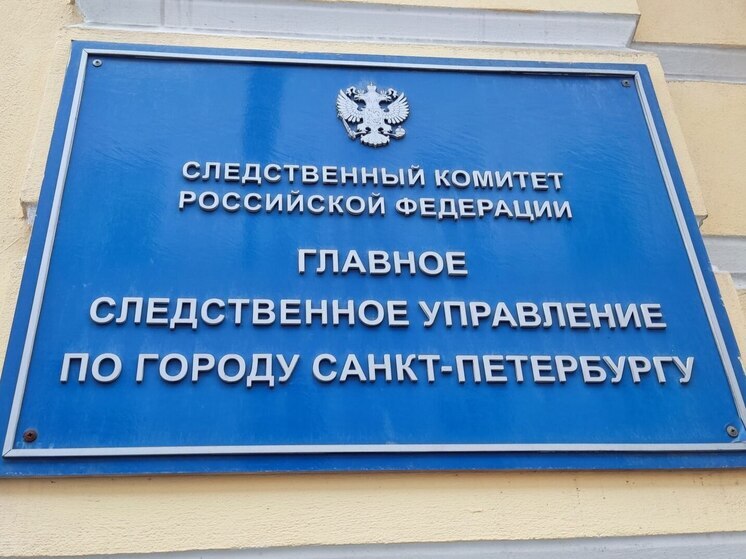 СЛЕДСТВЕННЫЙ КОМИТЕТ
РОССИЙСКОЙ ФЕДЕРАЦИИ
ГЛАВНОЕ
СЛЕДСТВЕННОЕ УПРАВЛЕНИЕ
ПО ГОРОДУ САНКТ-ПЕТЕРБУРГУ